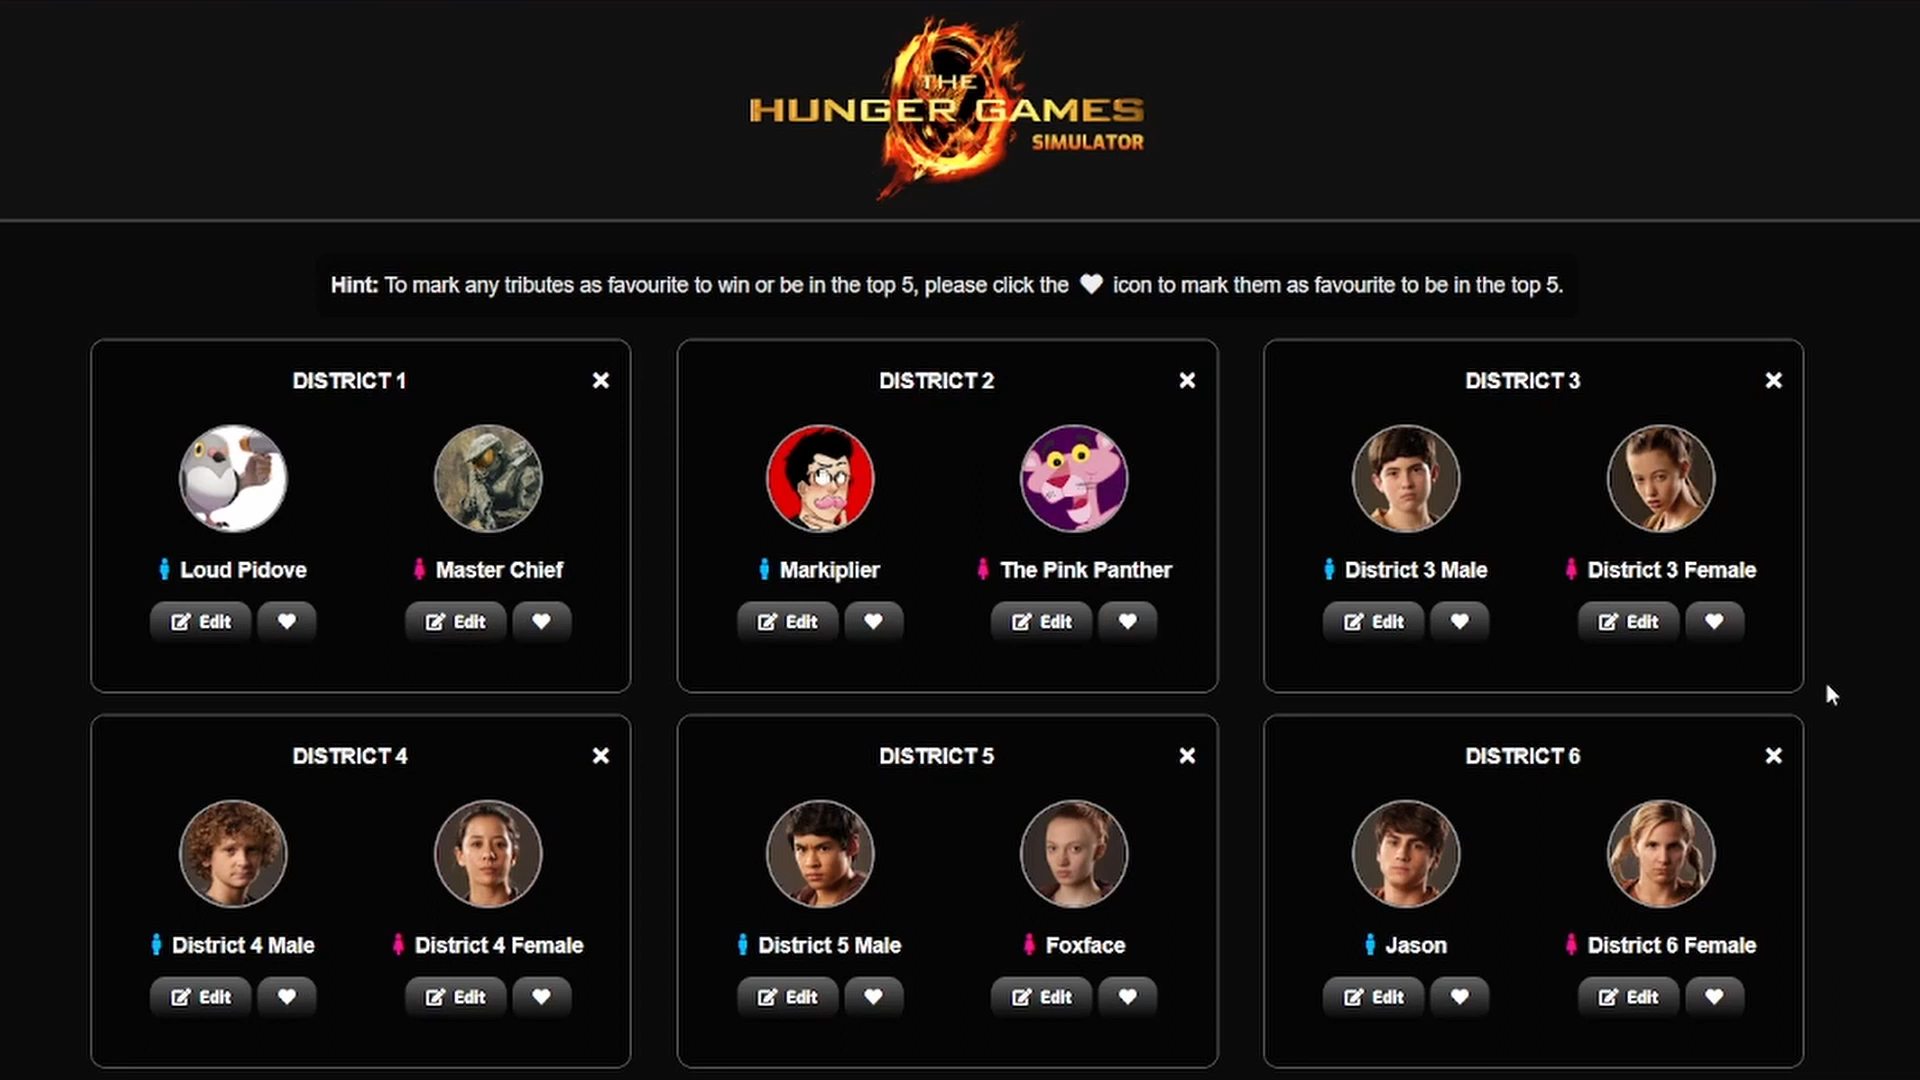 THE
HUNGER GAMES
SIMULATOR
Hint: To mark any tributes as favourite to win or be in the top 5, please click the icon to mark them as favourite to be in the top 5.
DISTRICT 1
Loud Pidove
Master Chief
Edit
Edit
DISTRICT 2
Markiplier
The Pink Panther
Edit
Edit
DISTRICT 3
District 3 Male
District 3 Female
Edit
Edit
DISTRICT 4
District 4 Male
District 4 Female
Edit
Edit
DISTRICT 5
District 5 Male
Foxface
Edit
Edit
DISTRICT 6
Jason
District 6 Female
Edit
Edit